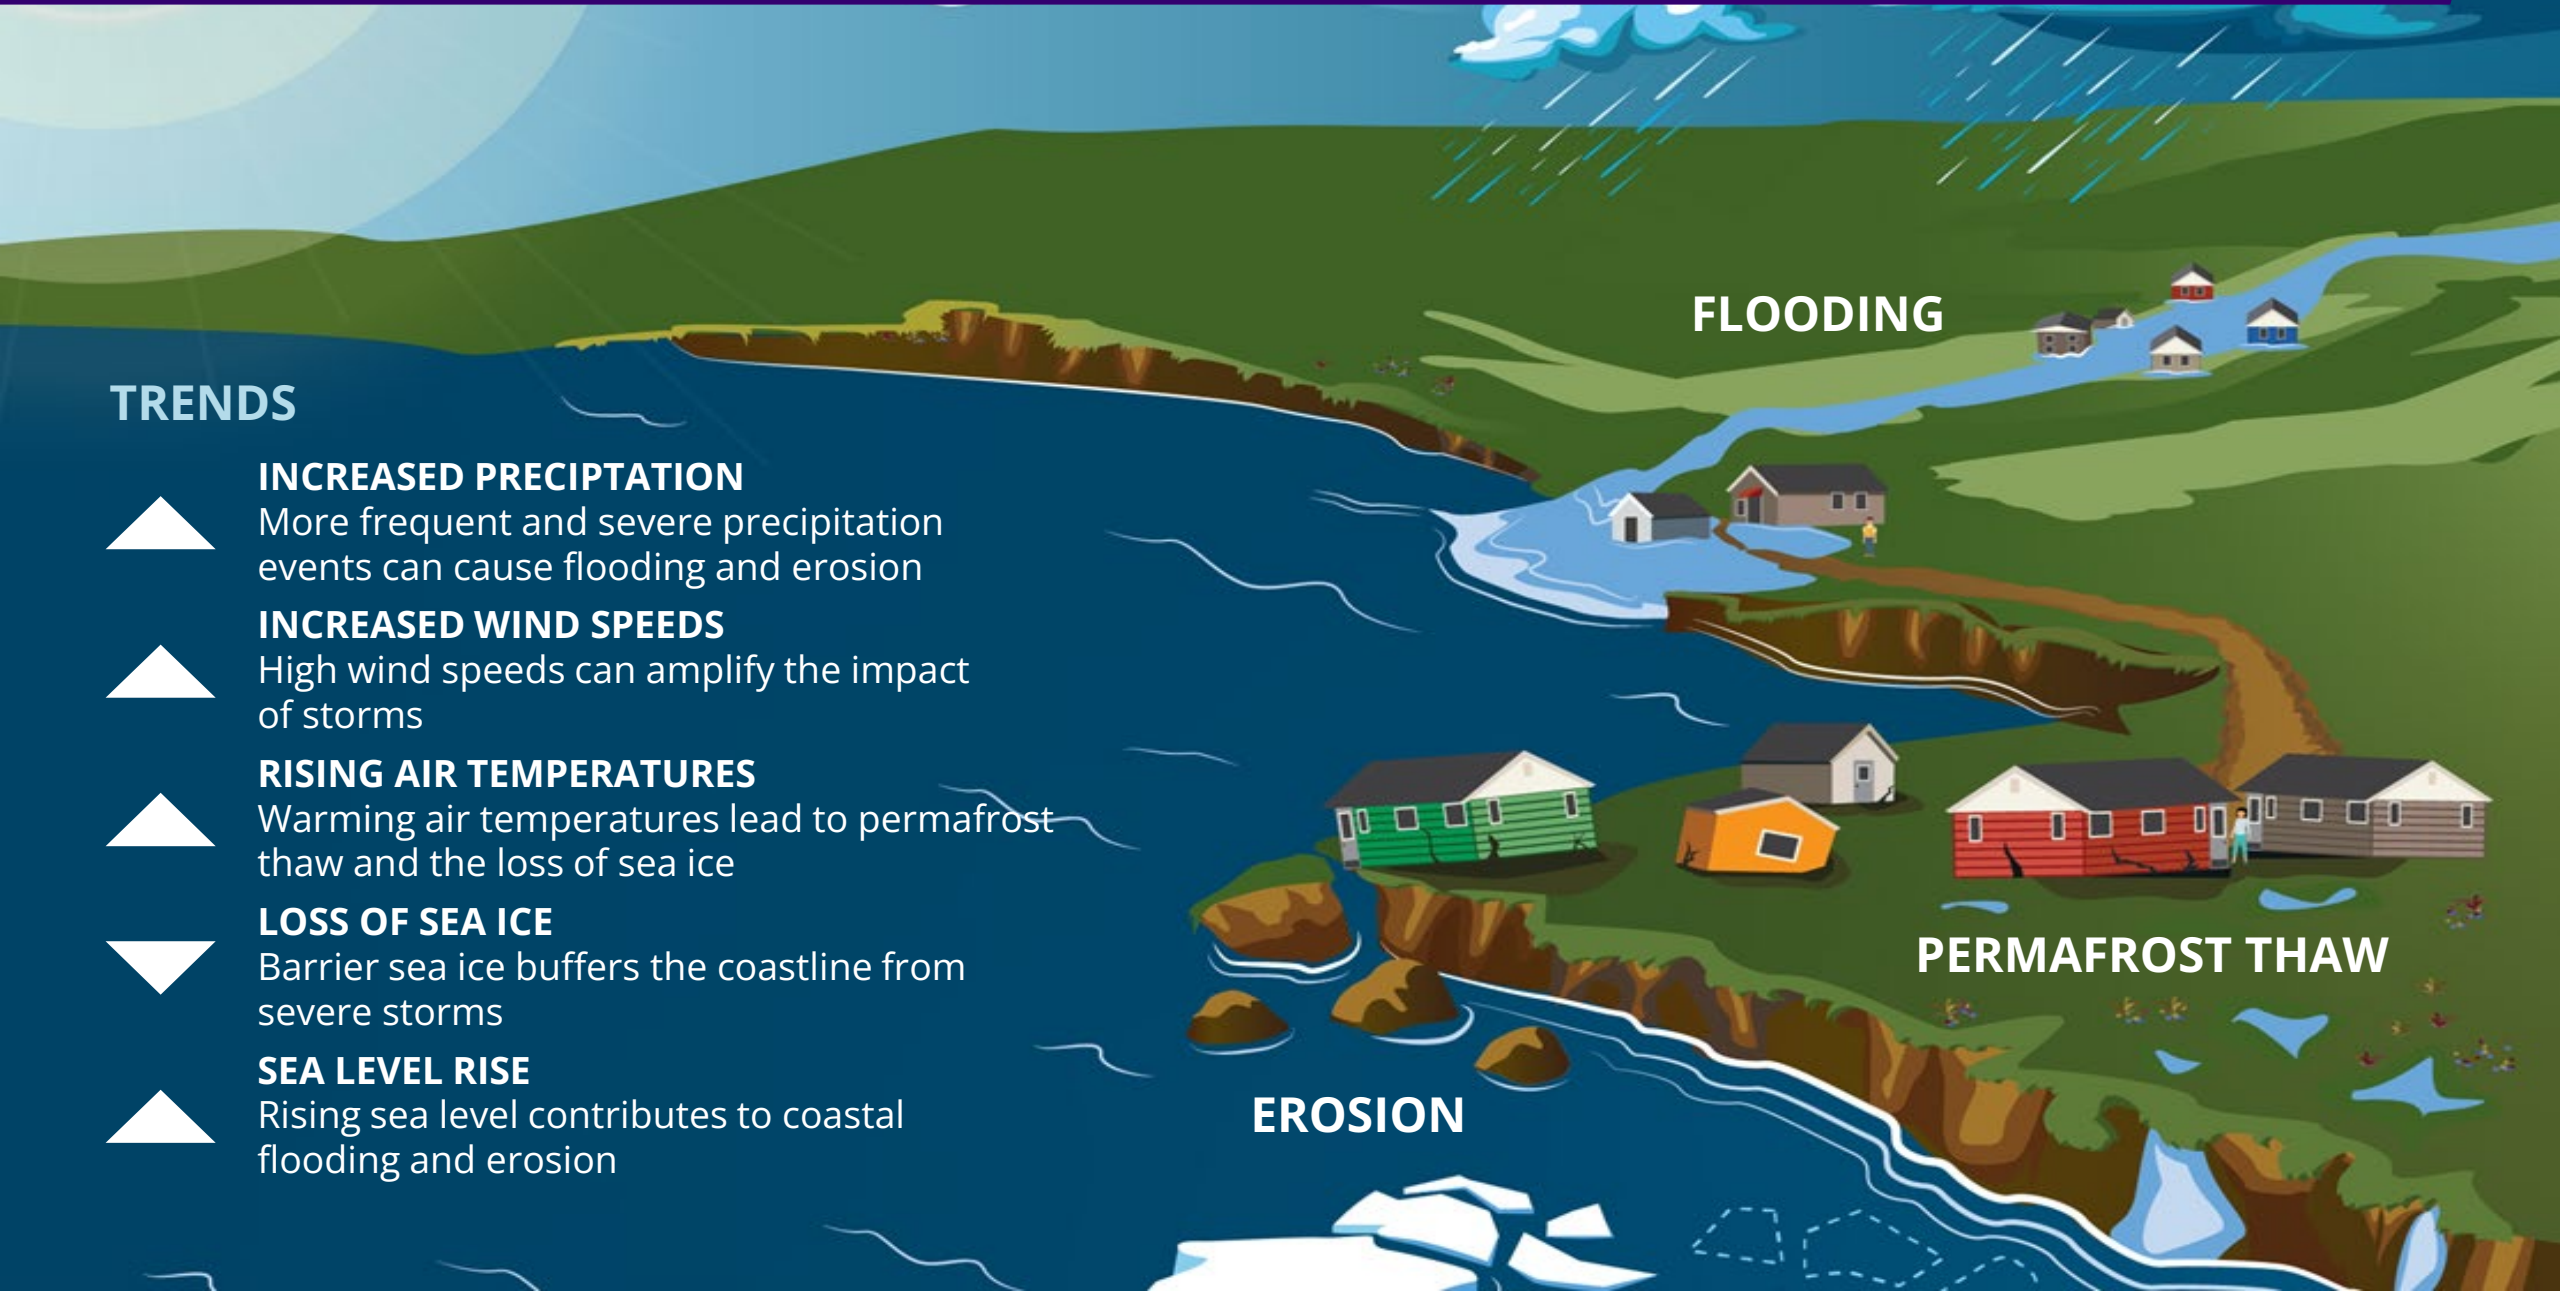 FLOODING
TRENDS
INCREASED PRECIPTATION
More frequent and severe precipitation
events can cause flooding and erosion
INCREASED WIND SPEEDS
High wind speeds can amplify the impact
of storms
RISING AIR TEMPERATURES
Warming air temperatures lead to permafrost
thaw and the loss of sea ice
LOSS OF SEA ICE
Barrier sea ice buffers the coastline from
severe storms
SEA LEVEL RISE
Rising sea level contributes to coastal
flooding and erosion
PERMAFROST THAW
EROSION